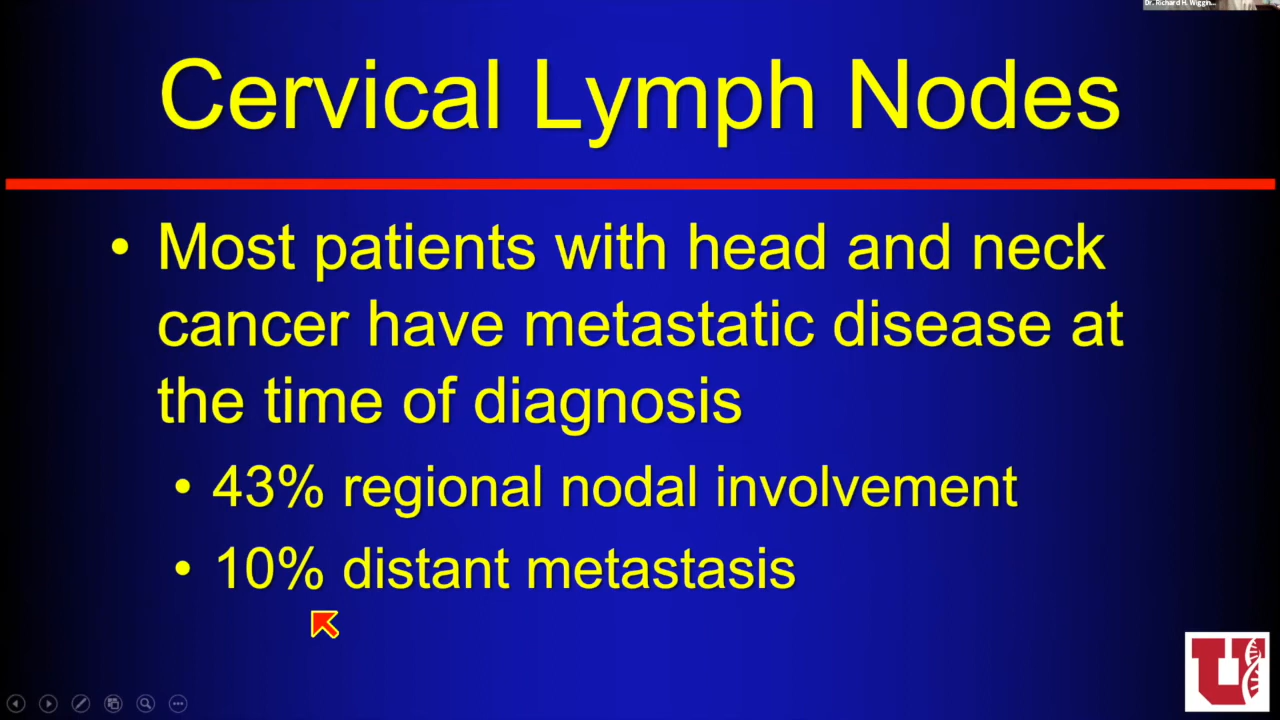 Dr. Richard H. Wiggin...
Cervical Lymph Nodes
• Most patients with head and neck
cancer have metastatic disease at
the time of diagnosis
• 43% regional nodal involvement
• 10% distant metastasis
U